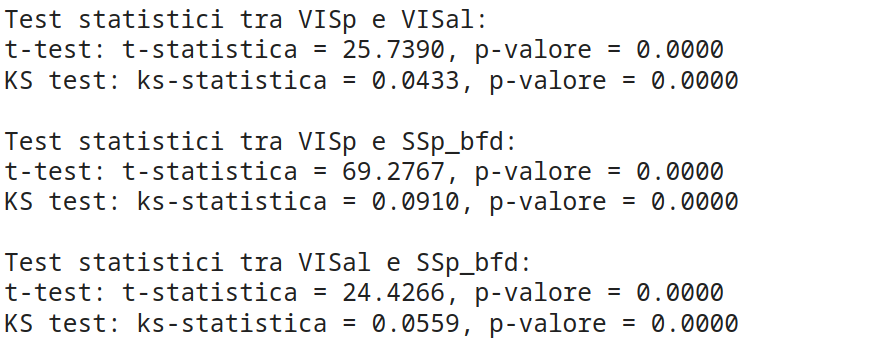 Test statistici tra VISp e VISal:
t-test: t-statistica = 25.7390, p-valore = 0.0000
KS test: ks-statistica = 0.0433, p-valore = 0.0000
Test statistici tra VISp e SSp_bfd:
t-test: t-statistica = 69.2767, p-valore = 0.0000
KS test: ks-statistica = 0.0910, p-valore = 0.0000
Test statistici tra VISal e SSp_bfd:
t-test: t-statistica = 24.4266, p-valore = 0.0000
KS test: ks-statistica = 0.0559, p-valore = 0.0000